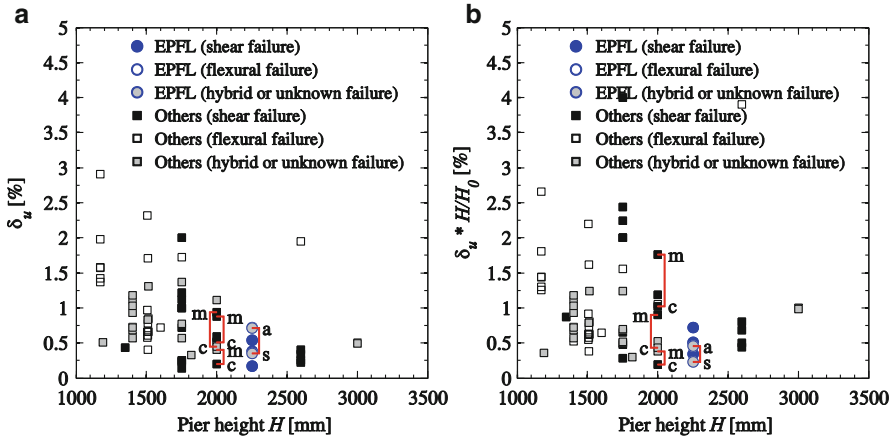 a
5
4.5
4
3.5
3
2.5
2
1.5
1
0.5
0
δu [%]
EPFL (shear failure)
EPFL (flexural failure)
EPFL (hybrid or unknown failure)
Others (shear failure)
Others (flexural failure)
Others (hybrid or unknown failure)
m
m
a
c
c
m
s
c
1000 1500 2000 2500 3000 3500
Pier height H [mm]
b
5
4.5
4
3.5
3
2.5
2
1.5
1
0.5
0
δu * H/H0 [%]
EPFL (shear failure)
EPFL (flexural failure)
EPFL (hybrid or unknown failure)
Others (shear failure)
Others (flexural failure)
Others (hybrid or unknown failure)
m
c
m
a
c
m
s
c
1000 1500 2000 2500 3000 3500
Pier height H [mm]